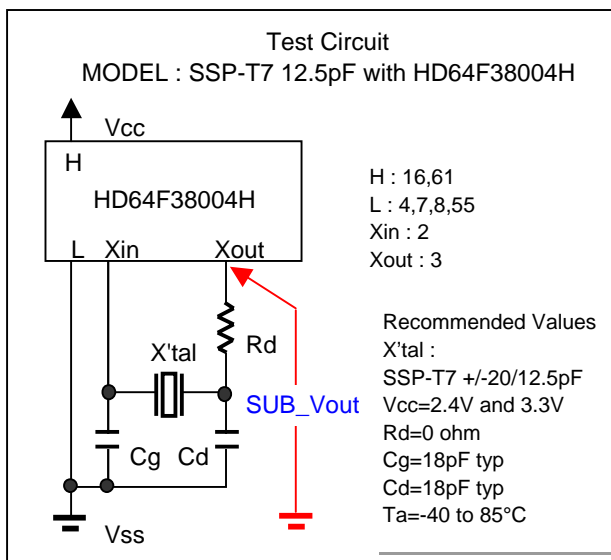 Test Circuit
MODEL : SSP-T7 12.5pF with HD64F38004H
Vcc
H
HD64F38004H
L Xin Xout
H : 16,61
L : 4,7,8,55
Xin : 2
Xout : 3
X'tal
Rd
SUB_Vout
Cg Cd
Vss
Recommended Values
X'tal :
SSP-T7 +/-20/12.5pF
Vcc=2.4V and 3.3V
Rd=0 ohm
Cg=18pF typ
Cd=18pF typ
Ta=-40 to 85°C